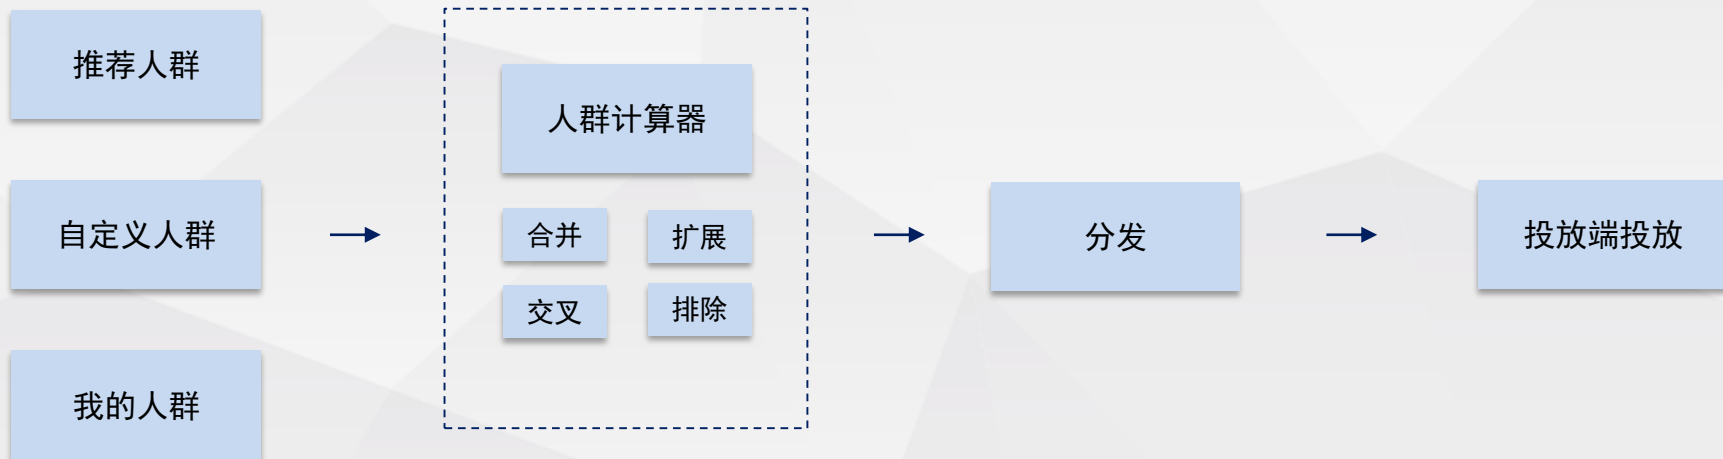 推荐人群
自定义人群
我的人群
人群计算器
合并
扩展
交叉
排除
分发
投放端投放